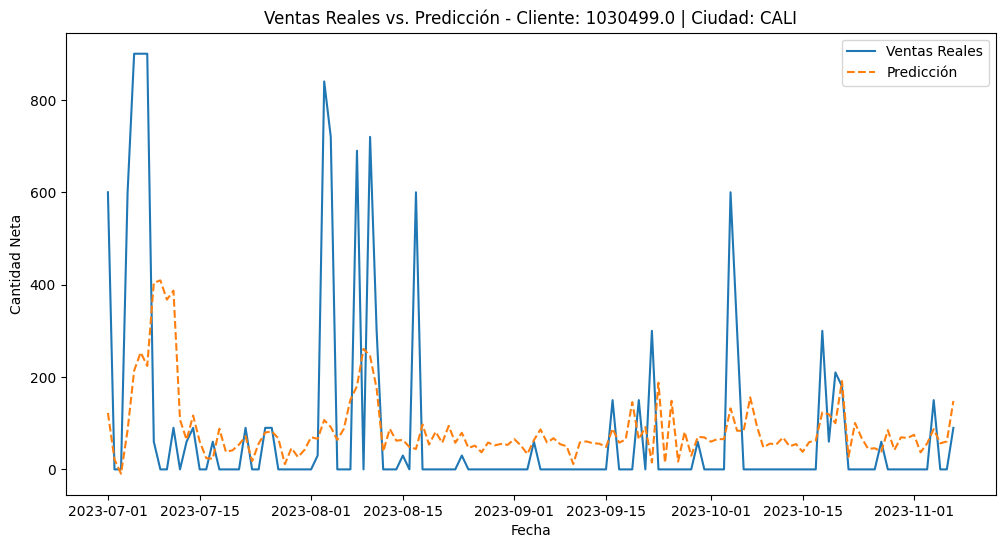 Ventas Reales vs. Predicción - Cliente: 1030499.0 | Ciudad: CALI
Ventas Reales
Predicción
Cantidad Neta
800
600
400
200
0
2023-07-01
2023-07-15
2023-08-01
2023-08-15
2023-09-01
2023-09-15
2023-10-01
2023-10-15
2023-11-01
Fecha